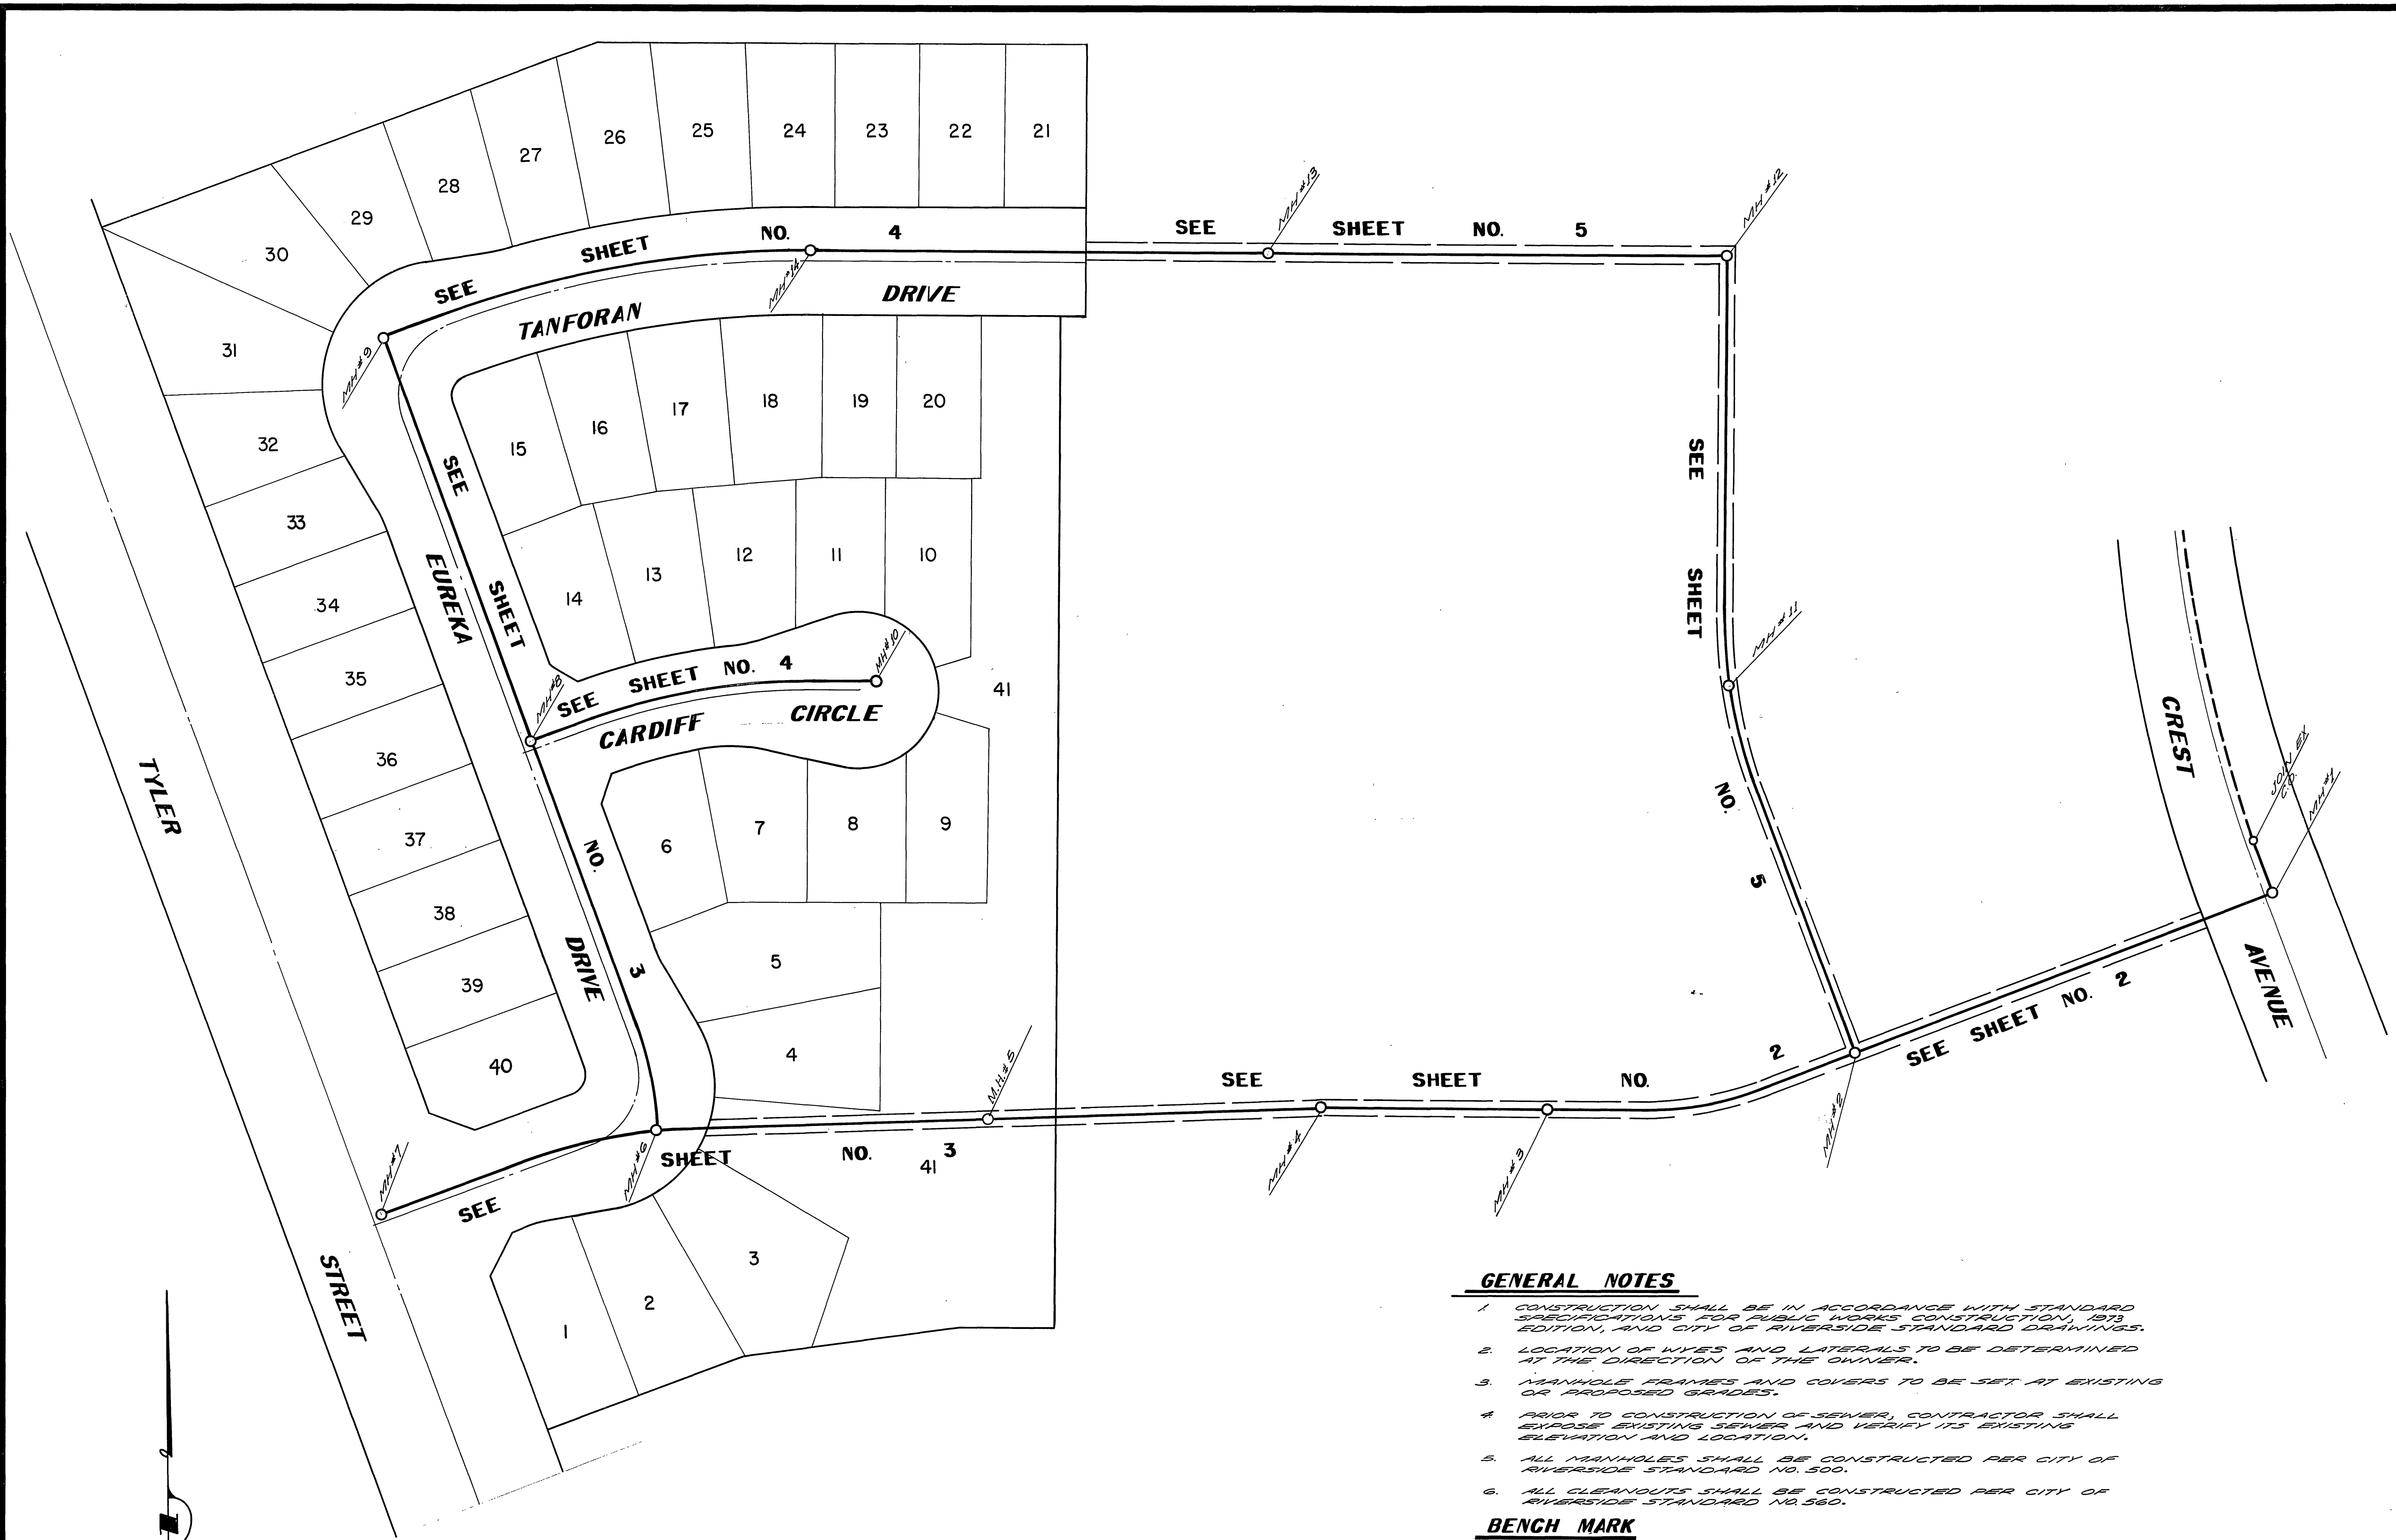 21
22
23
24
25
26
27
28
29
30
31
32
33
34
35
36
37
38
39
40
SEE SHEET NO. 4
MH#14
TANFORAN DRIVE
MH#9
SEE SHEET NO. 5
MH#13
MH#12
15
16
17
18
19
20
14
13
12
11
10
41
SEE SHEET NO. 3
EUREKA DRIVE
MH#8
SEE SHEET NO. 4
MH#10
CARDIFF CIRCLE
TYLER STREET
6
7
8
9
5
4
SEE SHEET NO. 5
MH#11
CREST AVENUE
JOIN EX
C.O.
MH#1
SEE SHEET NO. 2
MH#2
SEE SHEET NO. 2
M.H.#5
MH#4
MH#3
MH#7
MH#6
SEE SHEET NO. 3
41
1
2
3
GENERAL NOTES
1. CONSTRUCTION SHALL BE IN ACCORDANCE WITH STANDARD
SPECIFICATIONS FOR PUBLIC WORKS CONSTRUCTION, 1973
EDITION, AND CITY OF RIVERSIDE STANDARD DRAWINGS.
2. LOCATION OF WYES AND LATERALS TO BE DETERMINED
AT THE DIRECTION OF THE OWNER.
3. MANHOLE FRAMES AND COVERS TO BE SET AT EXISTING
OR PROPOSED GRADES.
4. PRIOR TO CONSTRUCTION OF SEWER, CONTRACTOR SHALL
EXPOSE EXISTING SEWER AND VERIFY ITS EXISTING
ELEVATION AND LOCATION.
5. ALL MANHOLES SHALL BE CONSTRUCTED PER CITY OF
RIVERSIDE STANDARD NO. 500.
6. ALL CLEANOUTS SHALL BE CONSTRUCTED PER CITY OF
RIVERSIDE STANDARD NO. 560.
BENCH MARK